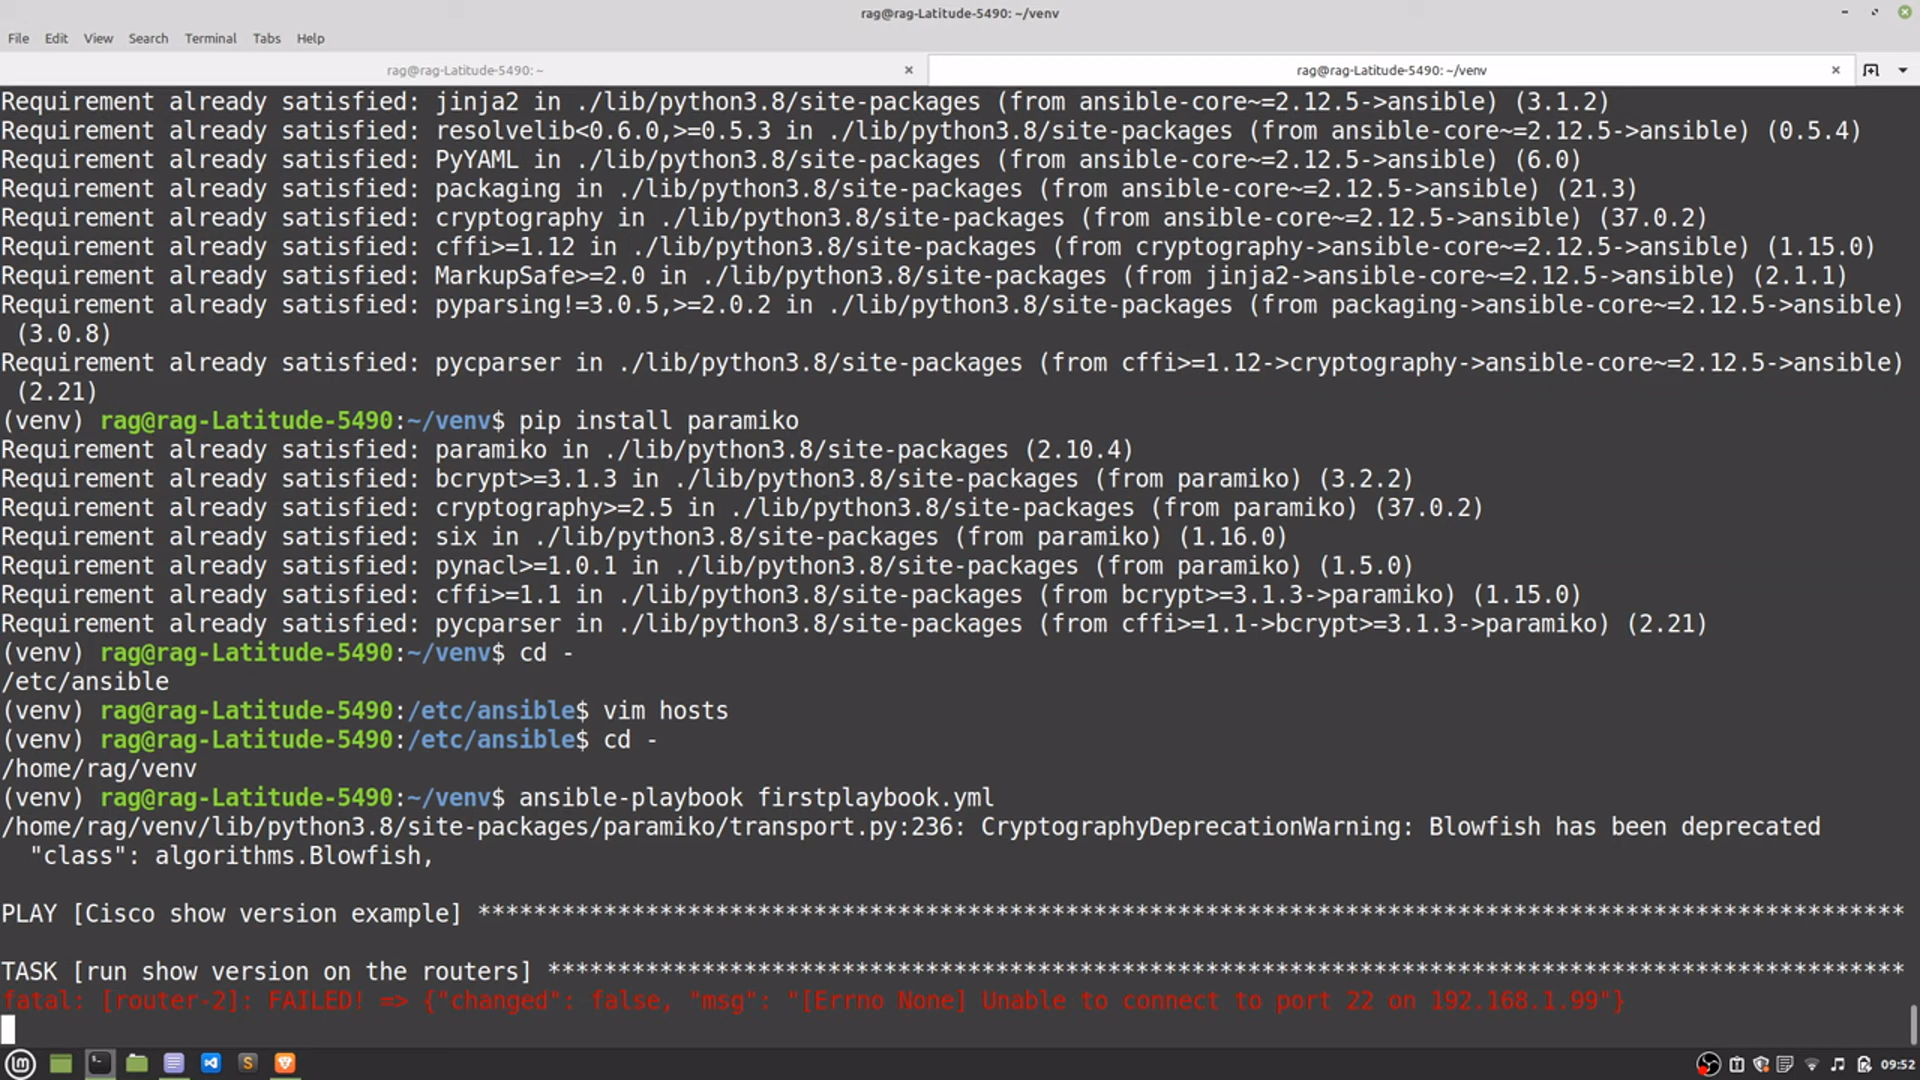 rag@rag-Latitude-5490: ~/venv
File Edit View Search Terminal Tabs Help
rag@rag-Latitude-5490: ~
rag@rag-Latitude-5490: ~/venv
Requirement already satisfied: jinja2 in ./lib/python3.8/site-packages (from ansible-core~=2.12.5->ansible) (3.1.2)
Requirement already satisfied: resolvelib<0.6.0,>=0.5.3 in ./lib/python3.8/site-packages (from ansible-core~=2.12.5->ansible) (0.5.4)
Requirement already satisfied: PyYAML in ./lib/python3.8/site-packages (from ansible-core~=2.12.5->ansible) (6.0)
Requirement already satisfied: packaging in ./lib/python3.8/site-packages (from ansible-core~=2.12.5->ansible) (21.3)
Requirement already satisfied: cryptography in ./lib/python3.8/site-packages (from ansible-core~=2.12.5->ansible) (37.0.2)
Requirement already satisfied: cffi>=1.12 in ./lib/python3.8/site-packages (from cryptography->ansible-core~=2.12.5->ansible) (1.15.0)
Requirement already satisfied: MarkupSafe>=2.0 in ./lib/python3.8/site-packages (from jinja2->ansible-core~=2.12.5->ansible) (2.1.1)
Requirement already satisfied: pyparsing!=3.0.5,>=2.0.2 in ./lib/python3.8/site-packages (from packaging->ansible-core~=2.12.5->ansible)
(3.0.8)
Requirement already satisfied: pycparser in ./lib/python3.8/site-packages (from cffi>=1.12->cryptography->ansible-core~=2.12.5->ansible)
(2.21)
(venv) rag@rag-Latitude-5490:~/venv$ pip install paramiko
Requirement already satisfied: paramiko in ./lib/python3.8/site-packages (2.10.4)
Requirement already satisfied: bcrypt>=3.1.3 in ./lib/python3.8/site-packages (from paramiko) (3.2.2)
Requirement already satisfied: cryptography>=2.5 in ./lib/python3.8/site-packages (from paramiko) (37.0.2)
Requirement already satisfied: six in ./lib/python3.8/site-packages (from paramiko) (1.16.0)
Requirement already satisfied: pynacl>=1.0.1 in ./lib/python3.8/site-packages (from paramiko) (1.5.0)
Requirement already satisfied: cffi>=1.1 in ./lib/python3.8/site-packages (from bcrypt>=3.1.3->paramiko) (1.15.0)
Requirement already satisfied: pycparser in ./lib/python3.8/site-packages (from cffi>=1.1->bcrypt>=3.1.3->paramiko) (2.21)
(venv) rag@rag-Latitude-5490:~/venv$ cd -
/etc/ansible
(venv) rag@rag-Latitude-5490:/etc/ansible$ vim hosts
(venv) rag@rag-Latitude-5490:/etc/ansible$ cd -
/home/rag/venv
(venv) rag@rag-Latitude-5490:~/venv$ ansible-playbook firstplaybook.yml
/home/rag/venv/lib/python3.8/site-packages/paramiko/transport.py:236: CryptographyDeprecationWarning: Blowfish has been deprecated
"class": algorithms.Blowfish,
PLAY [Cisco show version example] ******************************************************************************************************
TASK [run show version on the routers] *************************************************************************************************
fatal: [router-2]: FAILED! => {"changed": false, "msg": "[Errno None] Unable to connect to port 22 on 192.168.1.99"}
09:52